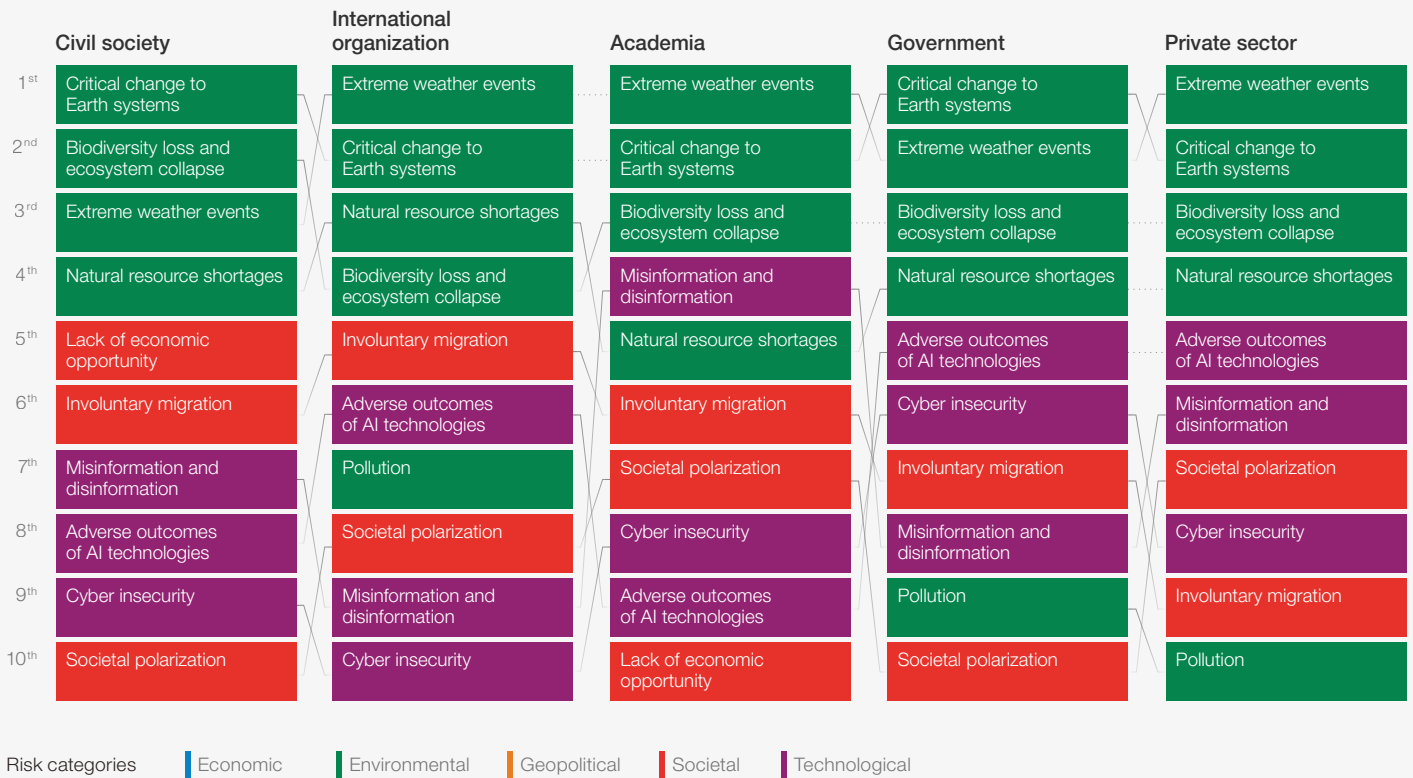 International
Civil society
organization
Academia
Government
Private sector
1st
Critical change to
Earth systems
Extreme weather events
Extreme weather events
Critical change to
Earth systems
Extreme weather events
2nd
Biodiversity loss and
ecosystem collapse
Critical change to
Earth systems
Critical change to
Earth systems
Extreme weather events
Critical change to
Earth systems
3rd
Extreme weather events
Natural resource shortages
Biodiversity loss and
ecosystem collapse
Biodiversity loss and
ecosystem collapse
Biodiversity loss and
ecosystem collapse
4th
Natural resource shortages
Biodiversity loss and
ecosystem collapse
Misinformation and
disinformation
Natural resource shortages
Natural resource shortages
5th
Lack of economic
opportunity
Involuntary migration
Natural resource shortages
Adverse outcomes
of AI technologies
Adverse outcomes
of AI technologies
6th
Involuntary migration
Adverse outcomes
of AI technologies
Involuntary migration
Cyber insecurity
Misinformation and
disinformation
7th
Misinformation and
disinformation
Pollution
Societal polarization
Involuntary migration
Societal polarization
8th
Adverse outcomes
of AI technologies
Societal polarization
Cyber insecurity
Misinformation and
disinformation
Cyber insecurity
9th
Cyber insecurity
Misinformation and
disinformation
Adverse outcomes
of AI technologies
Pollution
Involuntary migration
10th
Societal polarization
Cyber insecurity
Lack of economic
opportunity
Societal polarization
Pollution
Risk categories
Economic
Environmental
Geopolitical
Societal
Technological